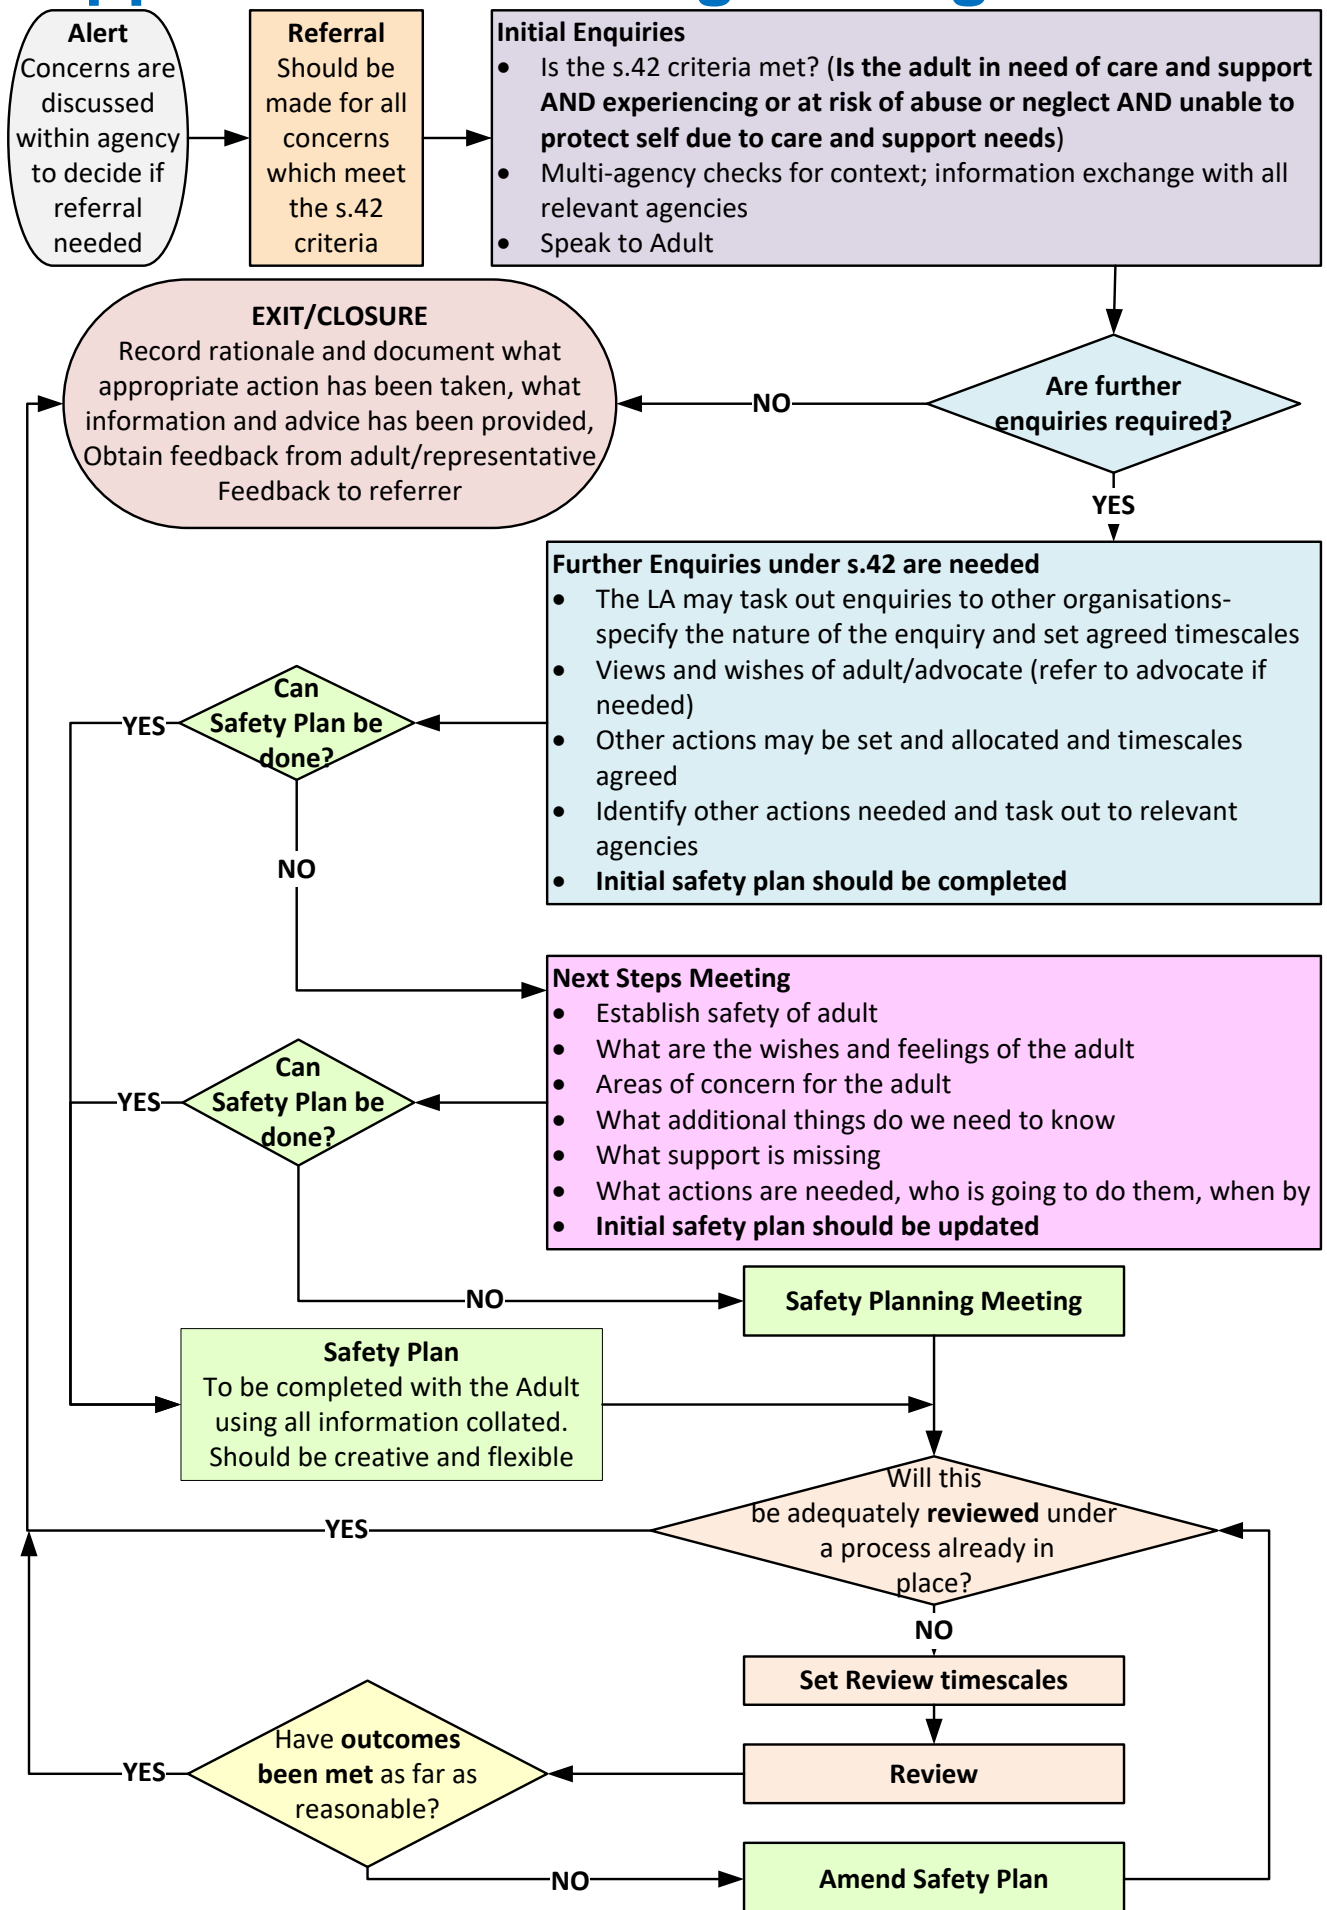 Alert
Concerns are
discussed
within agency
to decide if
referral
needed
Referral
Should be
made for all
concerns
which meet
the s.42
criteria
Initial Enquiries
• Is the s.42 criteria met? (Is the adult in need of care and support
AND experiencing or at risk of abuse or neglect AND unable to
protect self due to care and support needs)
• Multi-agency checks for context; information exchange with all
relevant agencies
• Speak to Adult
EXIT/CLOSURE
Record rationale and document what
appropriate action has been taken, what
information and advice has been provided,
Obtain feedback from adult/representative
Feedback to referrer
NO
Are further
enquiries required?
YES
Further Enquiries under s.42 are needed
• The LA may task out enquiries to other organisations-
specify the nature of the enquiry and set agreed timescales
• Views and wishes of adult/advocate (refer to advocate if
needed)
• Other actions may be set and allocated and timescales
agreed
• Identify other actions needed and task out to relevant
agencies
• Initial safety plan should be completed
Can
Safety Plan be
done?
YES
NO
Next Steps Meeting
• Establish safety of adult
• What are the wishes and feelings of the adult
• Areas of concern for the adult
• What additional things do we need to know
• What support is missing
• What actions are needed, who is going to do them, when by
• Initial safety plan should be updated
Can
Safety Plan be
done?
YES
NO
Safety Planning Meeting
Safety Plan
To be completed with the Adult
using all information collated.
Should be creative and flexible
Will this
be adequately reviewed under
a process already in
place?
YES
NO
Set Review timescales
Review
Have outcomes
been met as far as
reasonable?
YES
NO
Amend Safety Plan